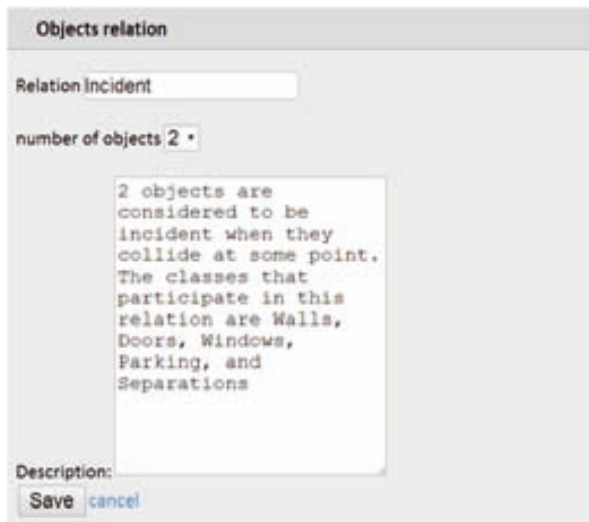 Objects relation
Relation Incident
number of objects 2
2 objects are
considered to be
incident when they
collide at some point.
The classes that
participate in this
relation are Walls,
Doors, Windows,
Parking, and
Separations
Description:
Save cancel